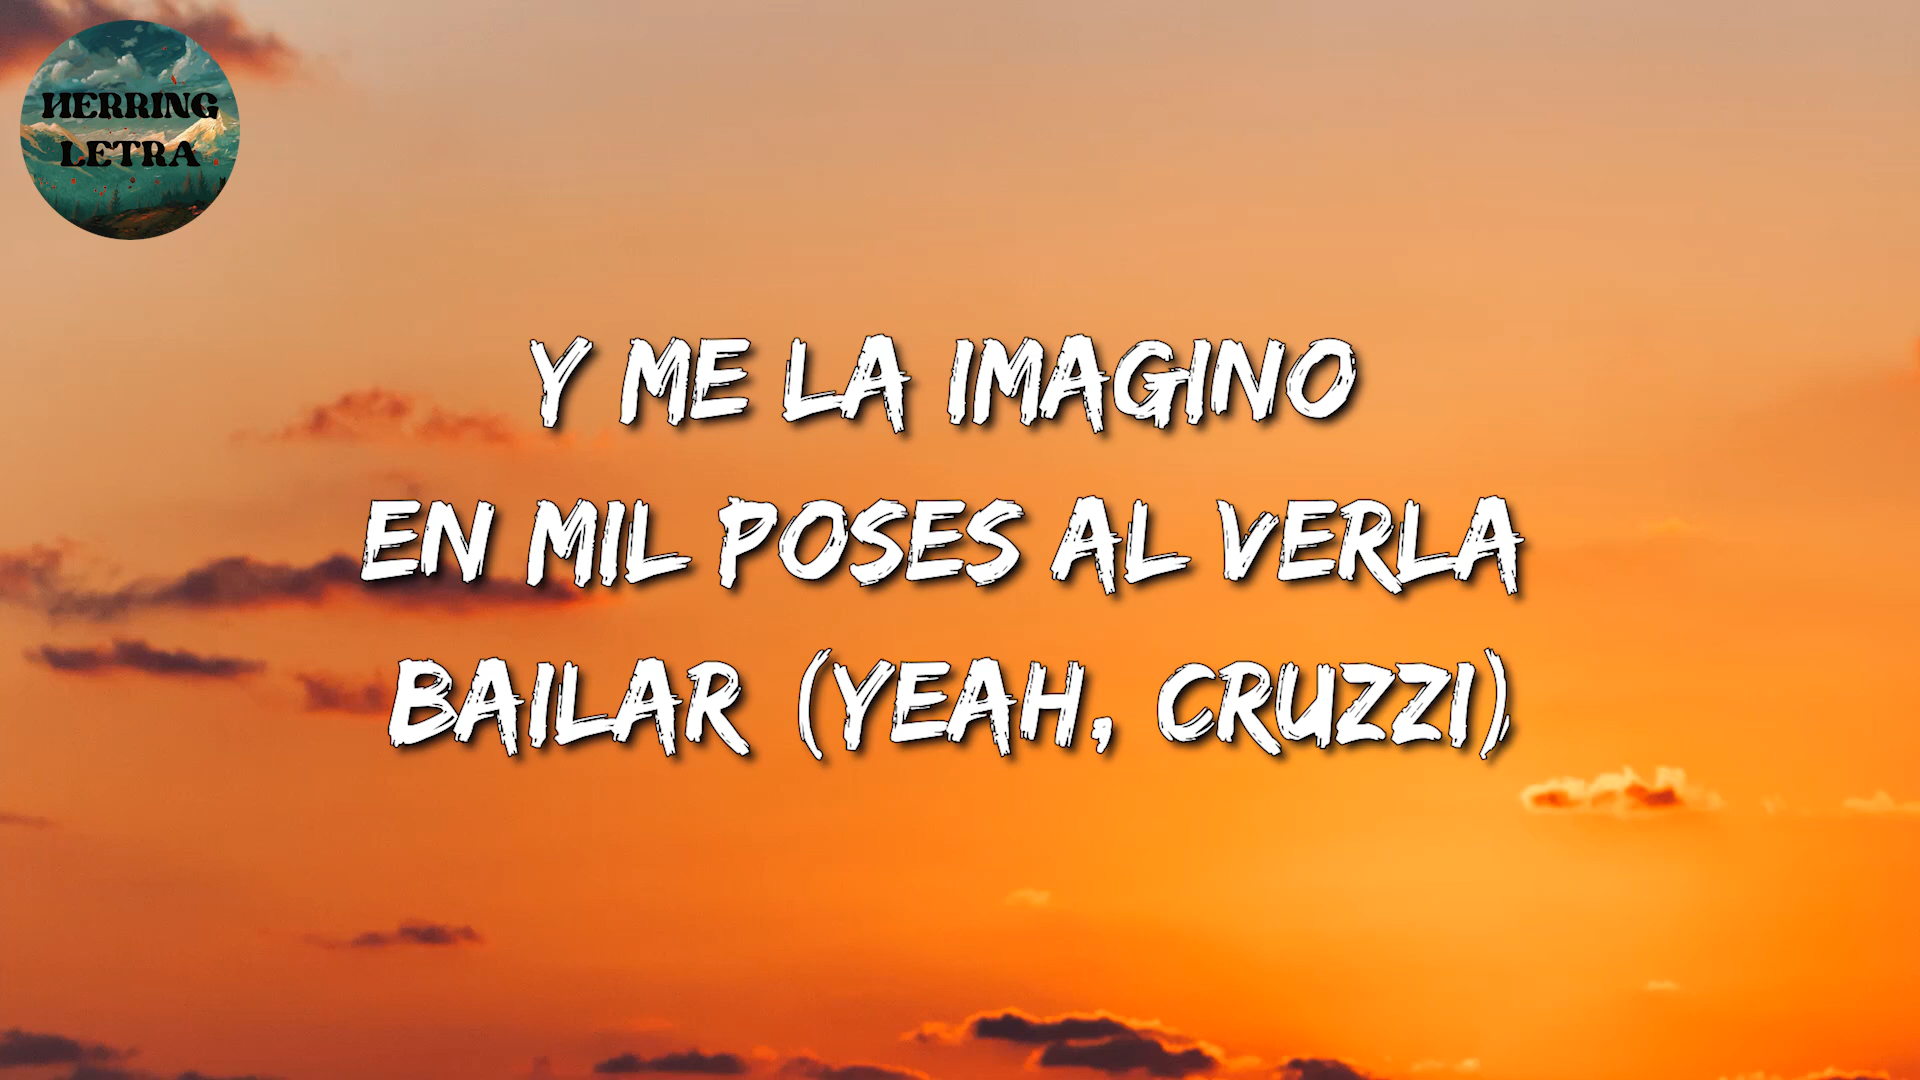 HERRING
LETRA
Y ME LA IMAGINO
EN MIL POSES AL VERLA
BAILAR (YEAH, CRUZZI)